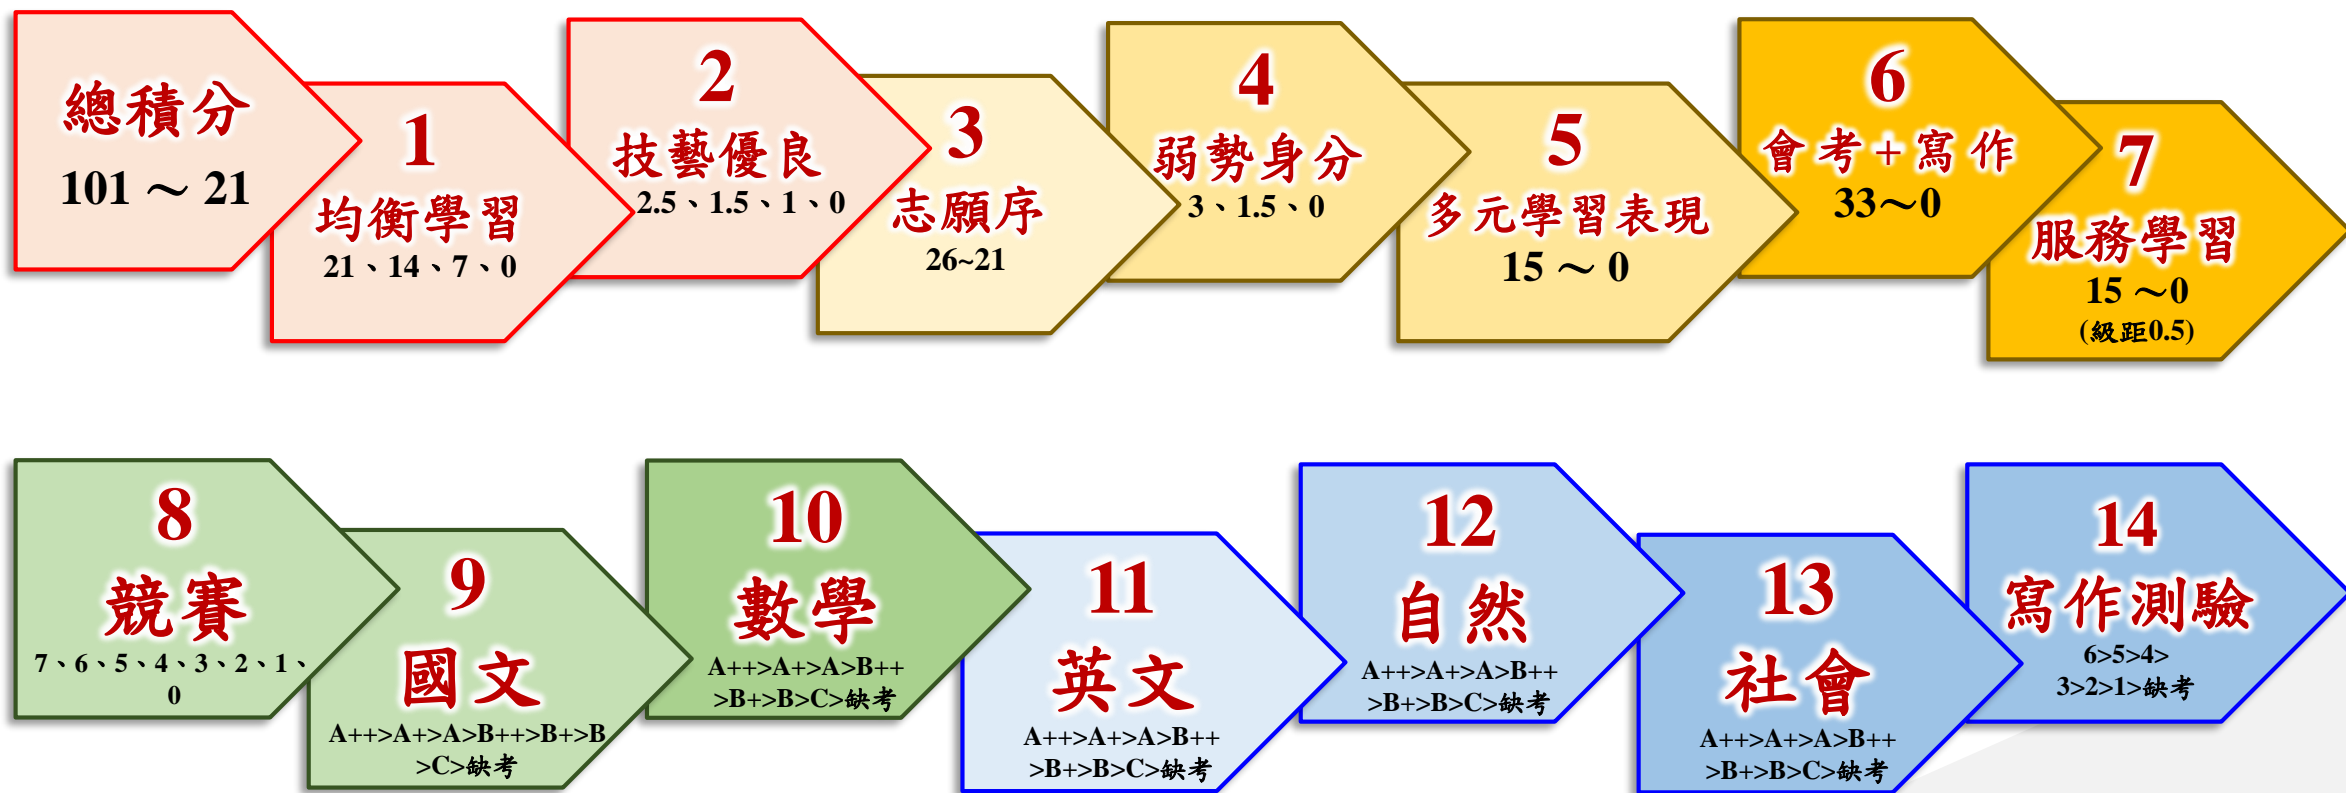 總積分
101 ～ 21
1
均衡學習
21、14、7、0
2
技藝優良
2.5、1.5、1、0
3
志願序
26~21
4
弱勢身分
3、1.5、0
5
多元學習表現
15 ～ 0
6
會考+寫作
33～0
7
服務學習
15 ～0
(級距0.5)
8
競賽
7、6、5、4、3、2、1、
0
9
國文
A++>A+>A>B++>B+>B
>C>缺考
10
數學
A++>A+>A>B++
>B+>B>C>缺考
11
英文
A++>A+>A>B++
>B+>B>C>缺考
12
自然
A++>A+>A>B++
>B+>B>C>缺考
13
社會
A++>A+>A>B++
>B+>B>C>缺考
14
寫作測驗
6>5>4>
3>2>1>缺考